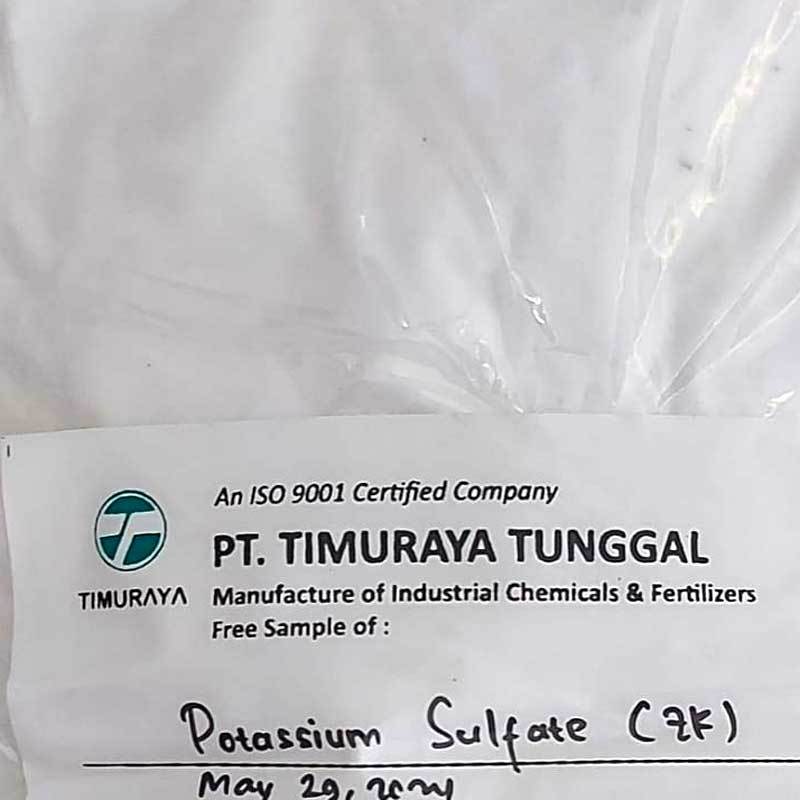 An ISO 9001 Certified Company
PT. TIMURAYA TUNGGAL
TIMURAYA
Manufacture of Industrial Chemicals & Fertilizers
Free Sample of :
Potassium Sulfate (ZK)
May 29, 2024